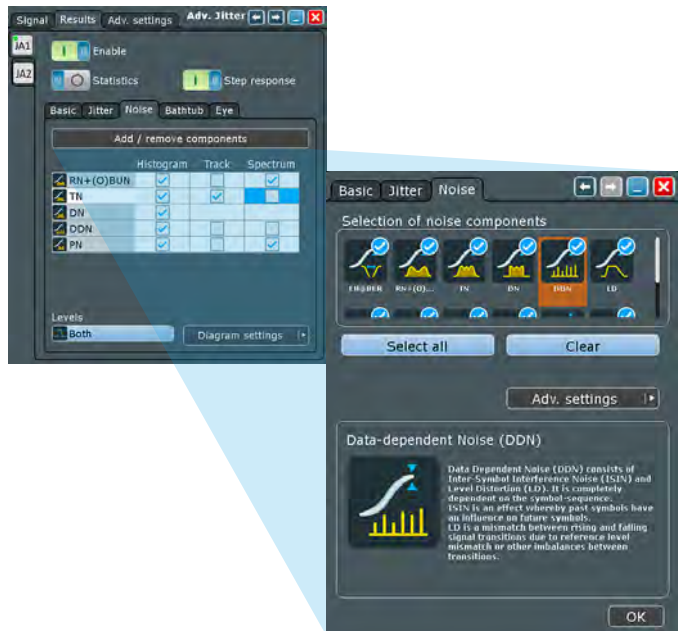 Signal Results Adv. settings Adv. Jitter
JA1
Enable
JA2
Statistics Step response
Basic Jitter Noise Bathtub Eye
Add / remove components
Histogram Track Spectrum
RN+(O)BUN
TN
DN
DDN
PN
Levels
Both Diagram settings
Basic Jitter Noise
Selection of noise components
EH@BER RN+(O)... TN DN DDN LD
Select all Clear
Adv. settings
Data-dependent Noise (DDN)
Data Dependent Noise (DDN) consists of
Inter-Symbol Interference Noise (ISIN) and
Level Distortion (LD). It is completely
dependent on the symbol-sequence.
ISIN is an effect whereby past symbols have
an influence on future symbols.
LD is a mismatch between rising and falling
signal transitions due to reference level
mismatch or other imbalances between
transitions.
OK